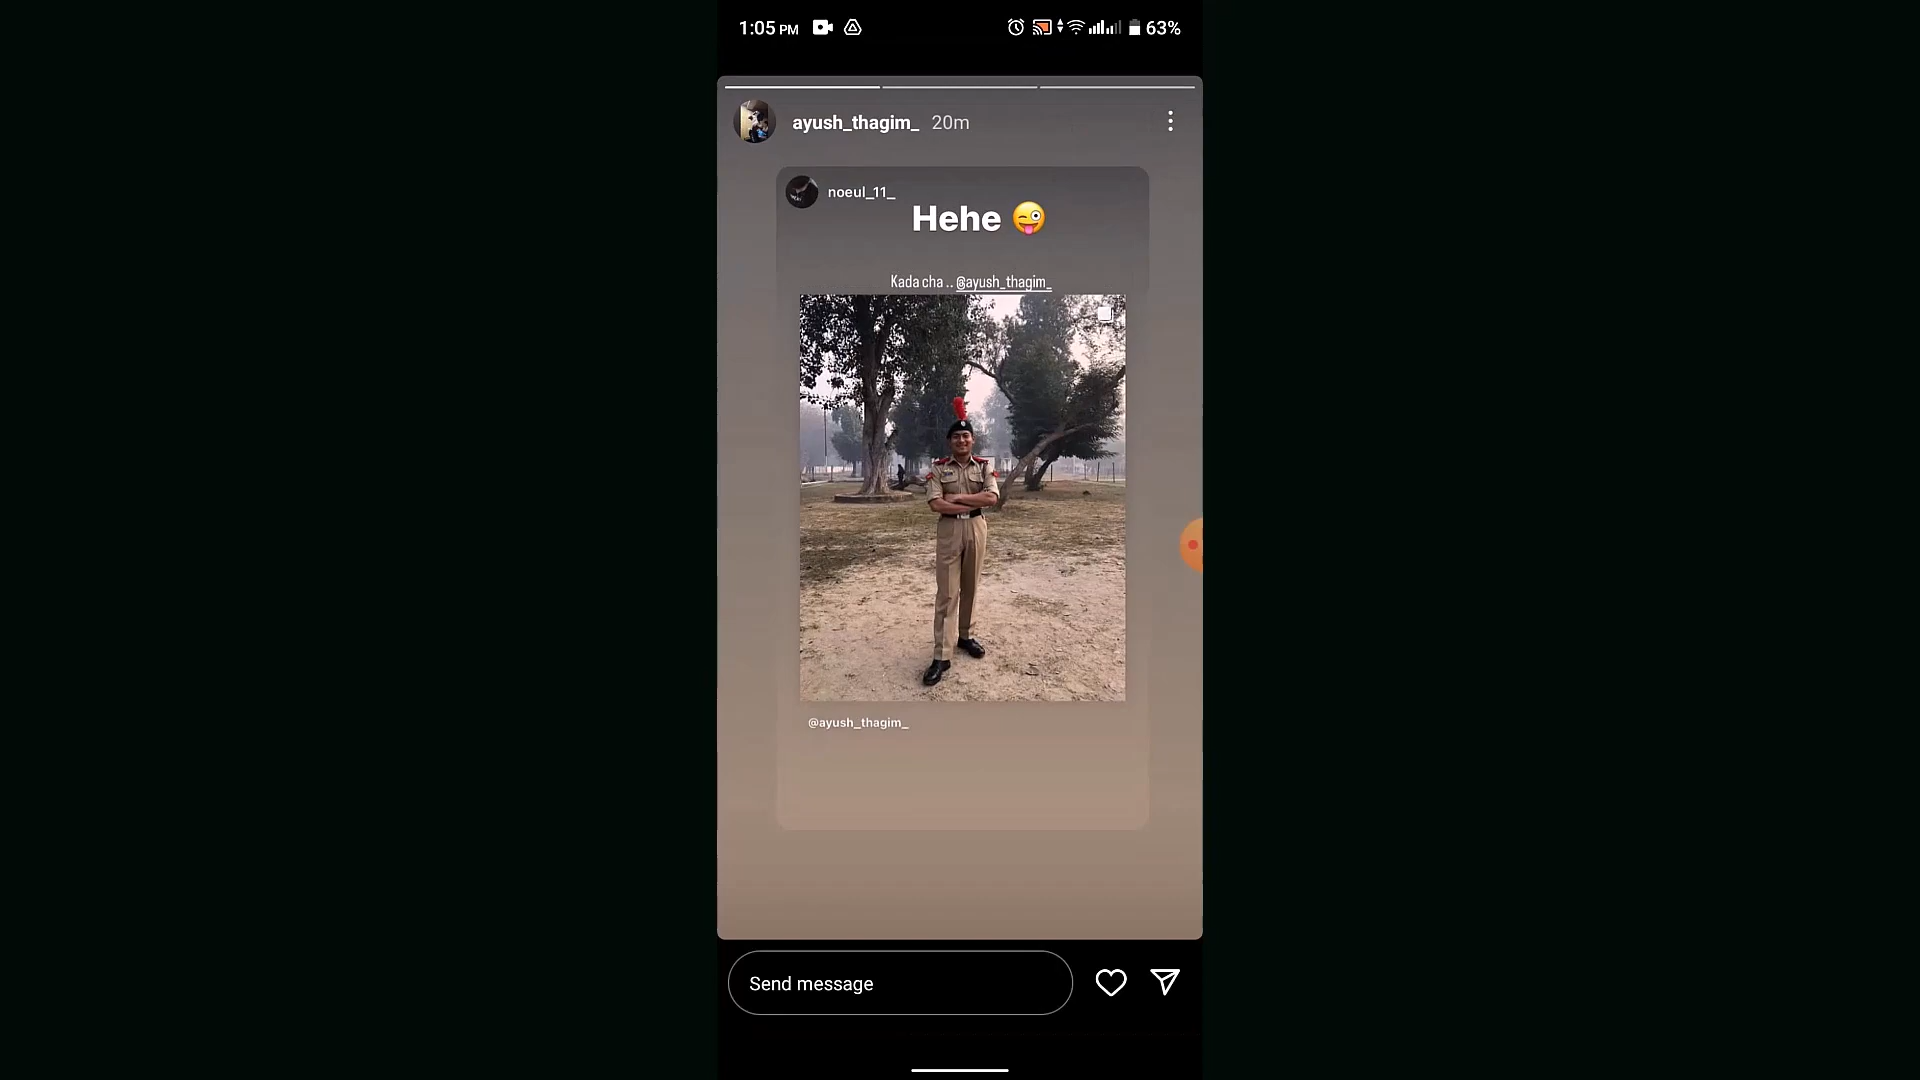 1:05 PM 63%
ayush_thagim_ 20m
noeul_11_
Hehe 😜
Kada cha .. @ayush_thagim_
@ayush_thagim_
Send message